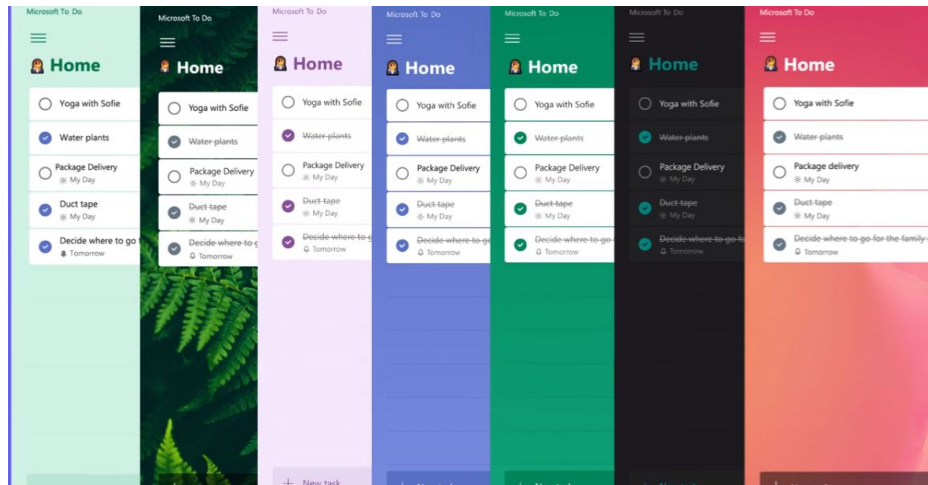 Microsoft To Do
Home
Yoga with Sofie
Water plants
Package Delivery
My Day
Duct tape
My Day
Decide where to go
Tomorrow
Microsoft To Do
Home
Yoga with Sofie
Water plants
Package Delivery
My Day
Duct tape
My Day
Decide where to g
Tomorrow
Microsoft To Do
Home
Yoga with Sofie
Water plants
Package Delivery
My Day
Duct tape
My Day
Decide where to g
Tomorrow
New task
Microsoft To Do
Home
Yoga with Sofie
Water plants
Package Delivery
My Day
Duct tape
My Day
Decide where to go
Tomorrow
Microsoft To Do
Home
Yoga with Sofie
Water plants
Package Delivery
My Day
Duct tape
My Day
Decide where to go
Tomorrow
Microsoft To Do
Home
Yoga with Sofie
Water plants
Package Delivery
My Day
Duct tape
My Day
Decide where to go fo
Tomorrow
Microsoft To Do
Home
Yoga with Sofie
Water plants
Package delivery
My Day
Duct tape
My Day
Decide where to go for the family
Tomorrow